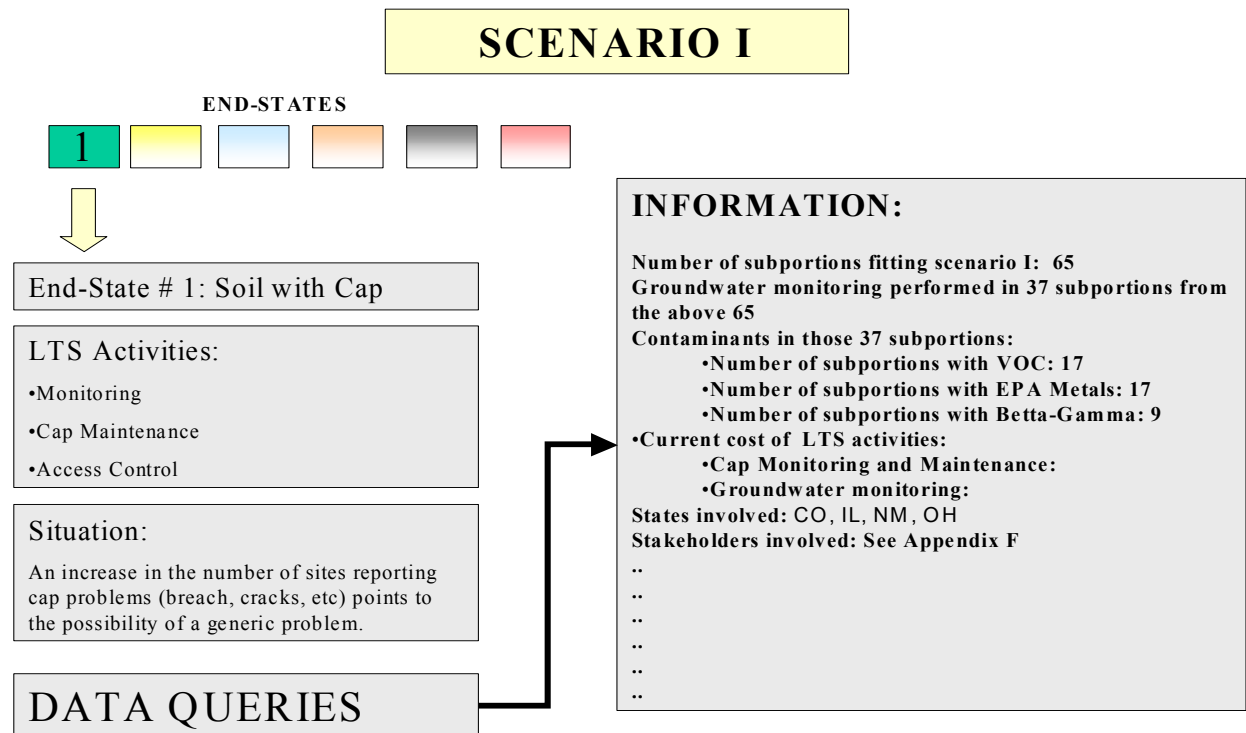 SCENARIO I
END-STATES
1
End-State # 1: Soil with Cap
LTS Activities:
•Monitoring
•Cap Maintenance
•Access Control
Situation:
An increase in the number of sites reporting
cap problems (breach, cracks, etc) points to
the possibility of a generic problem.
DATA QUERIES
INFORMATION:
Number of subportions fitting scenario I: 65
Groundwater monitoring performed in 37 subportions from
the above 65
Contaminants in those 37 subportions:
•Number of subportions with VOC: 17
•Number of subportions with EPA Metals: 17
•Number of subportions with Betta-Gamma: 9
•Current cost of LTS activities:
•Cap Monitoring and Maintenance:
•Groundwater monitoring:
States involved: CO, IL, NM, OH
Stakeholders involved: See Appendix F
..
..
..
..
..
..